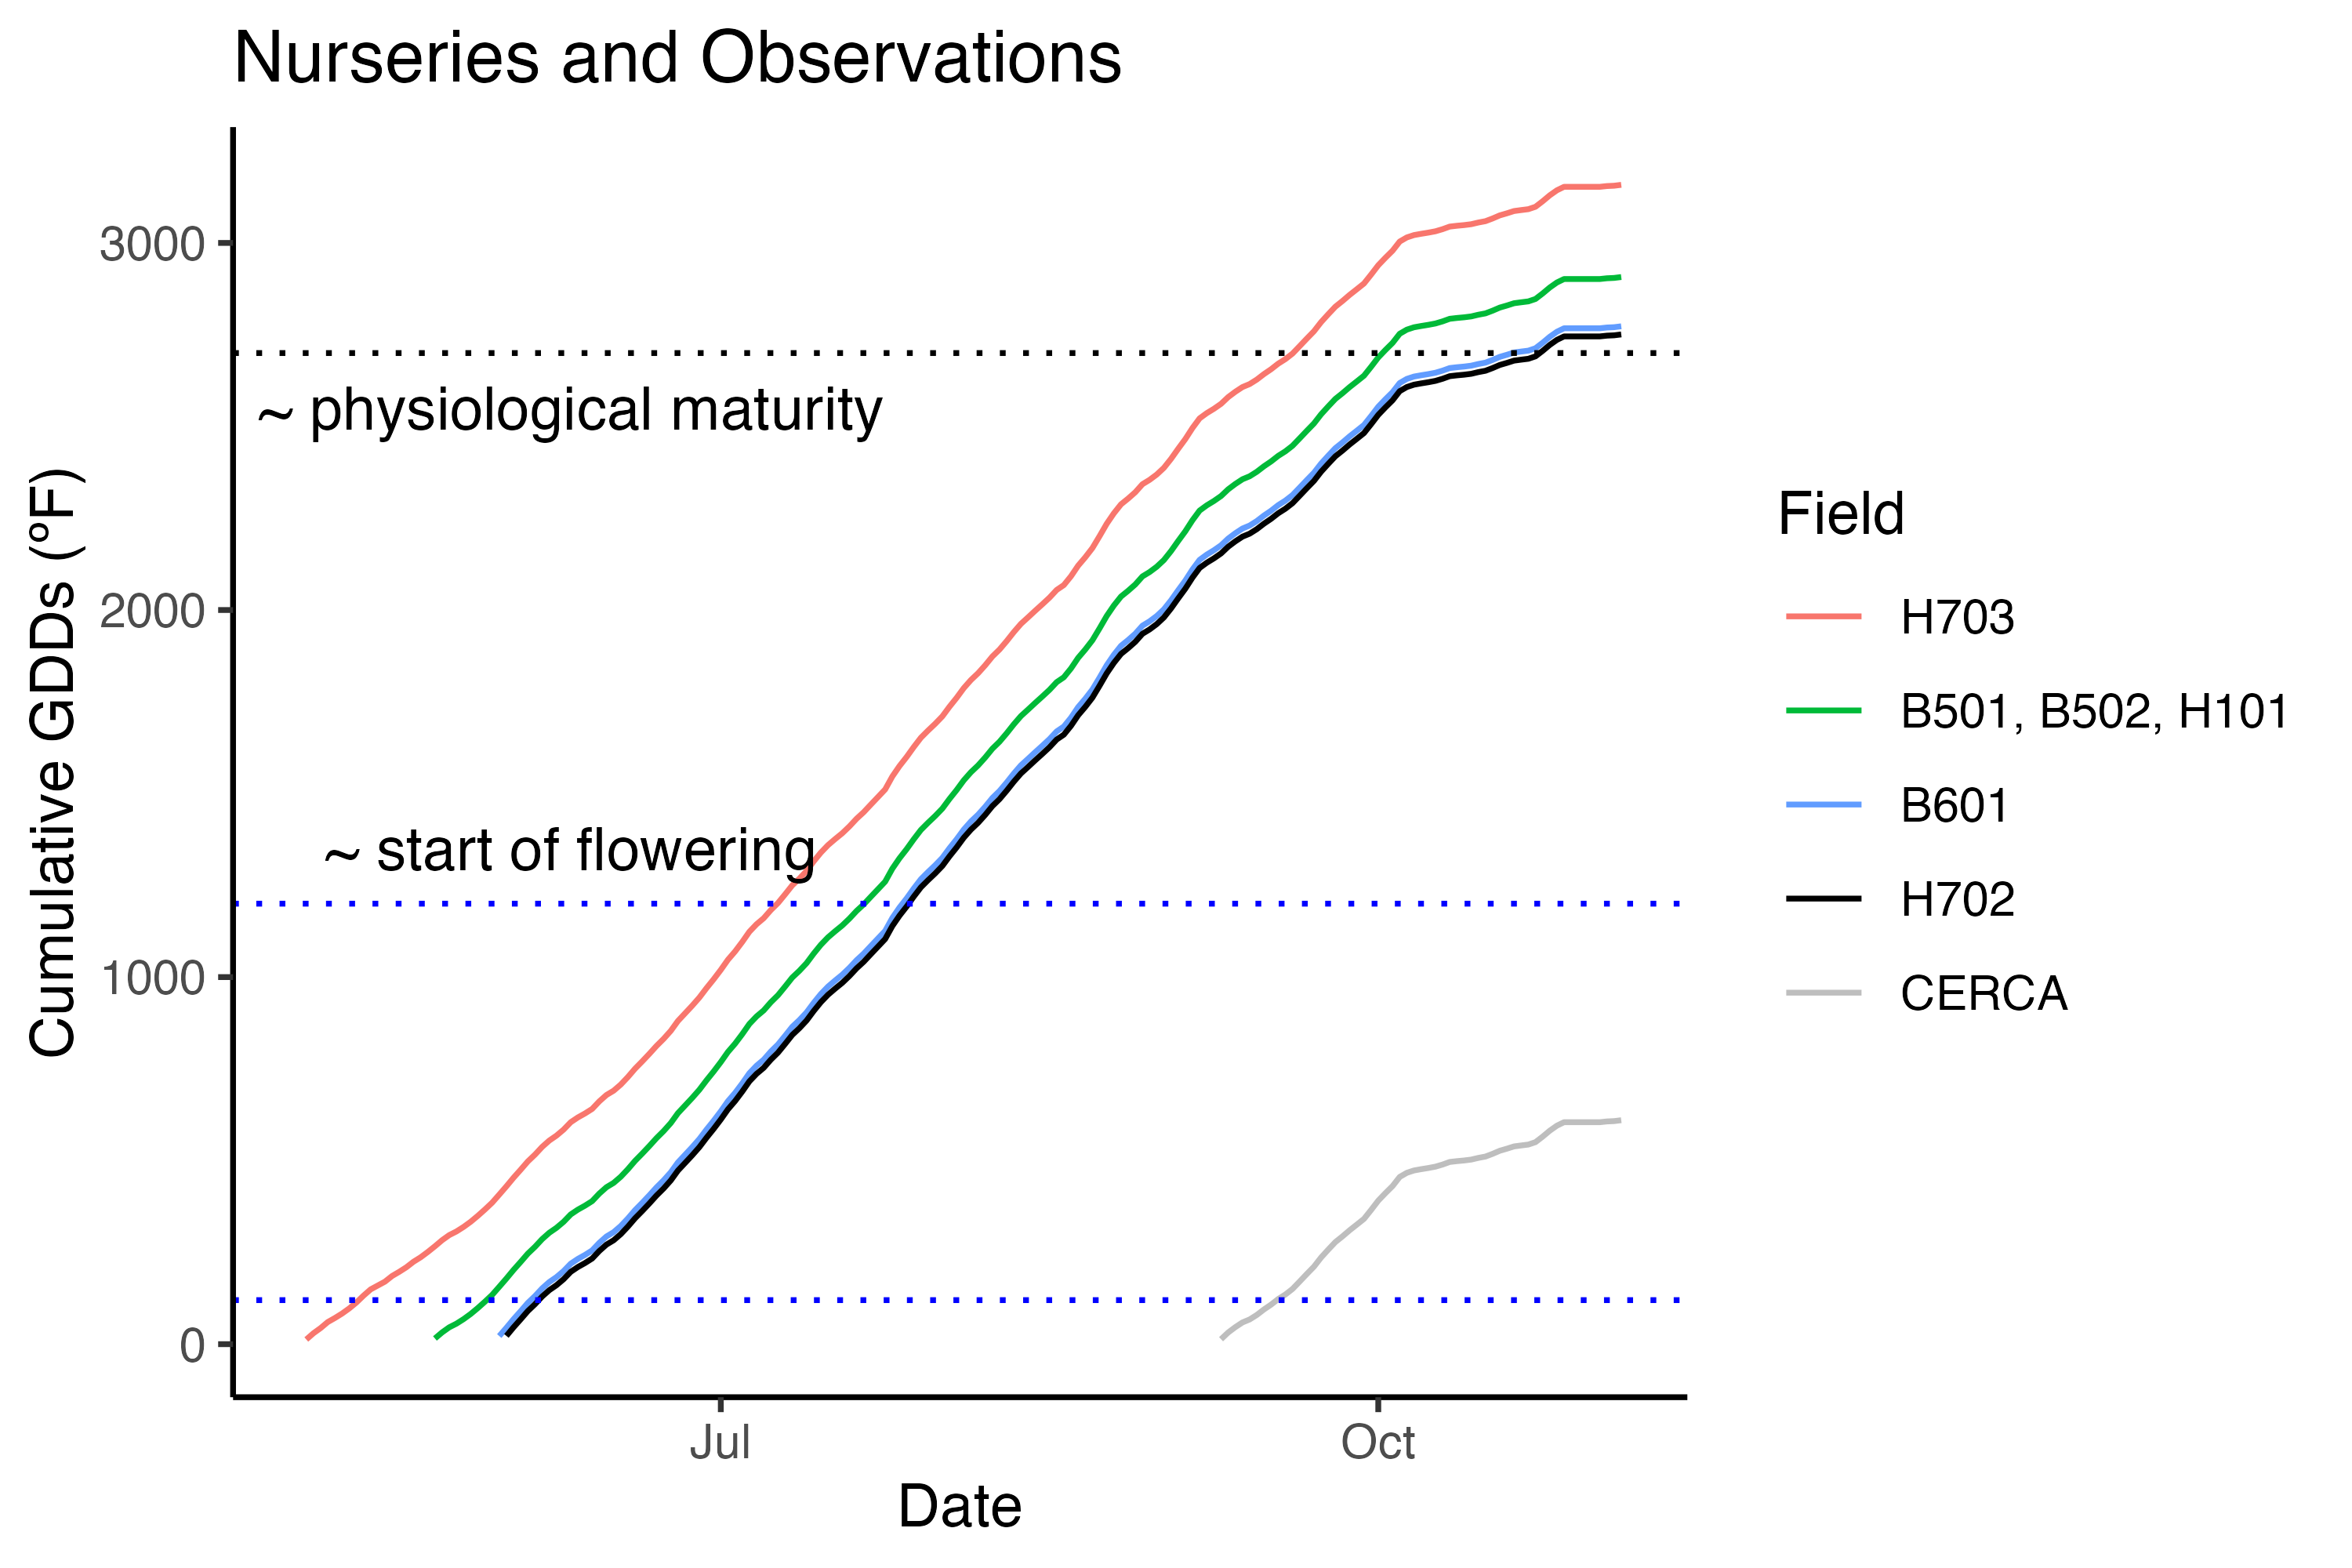 Nurseries and Observations
Cumulative GDDs (ºF)
3000
2000
1000
0
~ physiological maturity
~ start of flowering
Jul
Oct
Date
Field
H703
B501, B502, H101
B601
H702
CERCA